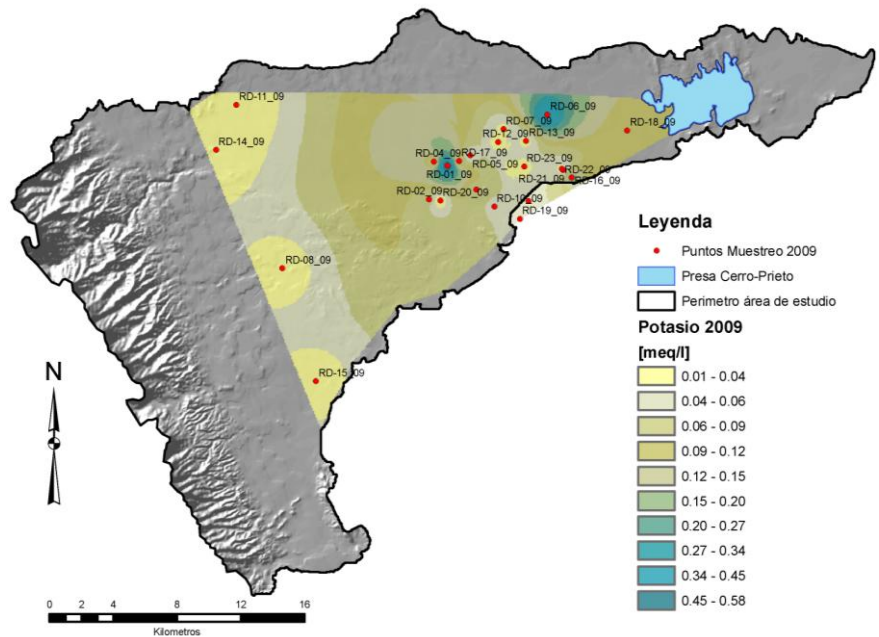 RD-11_09
RD-06_09
RD-07_09
RD-18_09
RD-14_09
RD-12_09
RD-13_09
RD-04_09
RD-17_09
RD-05_09
RD-23_09
RD-01_09
RD-22_09
RD-21_09
RD-16_09
RD-02_09
RD-20_09
RD-19_09
RD-08_09
RD-15_09
N
0 2 4 8 12 16
Kilometros
Leyenda
Puntos Muestreo 2009
Presa Cerro-Prieto
Perimetro área de estudio
Potasio 2009
[meq/l]
0.01 - 0.04
0.04 - 0.06
0.06 - 0.09
0.09 - 0.12
0.12 - 0.15
0.15 - 0.20
0.20 - 0.27
0.27 - 0.34
0.34 - 0.45
0.45 - 0.58